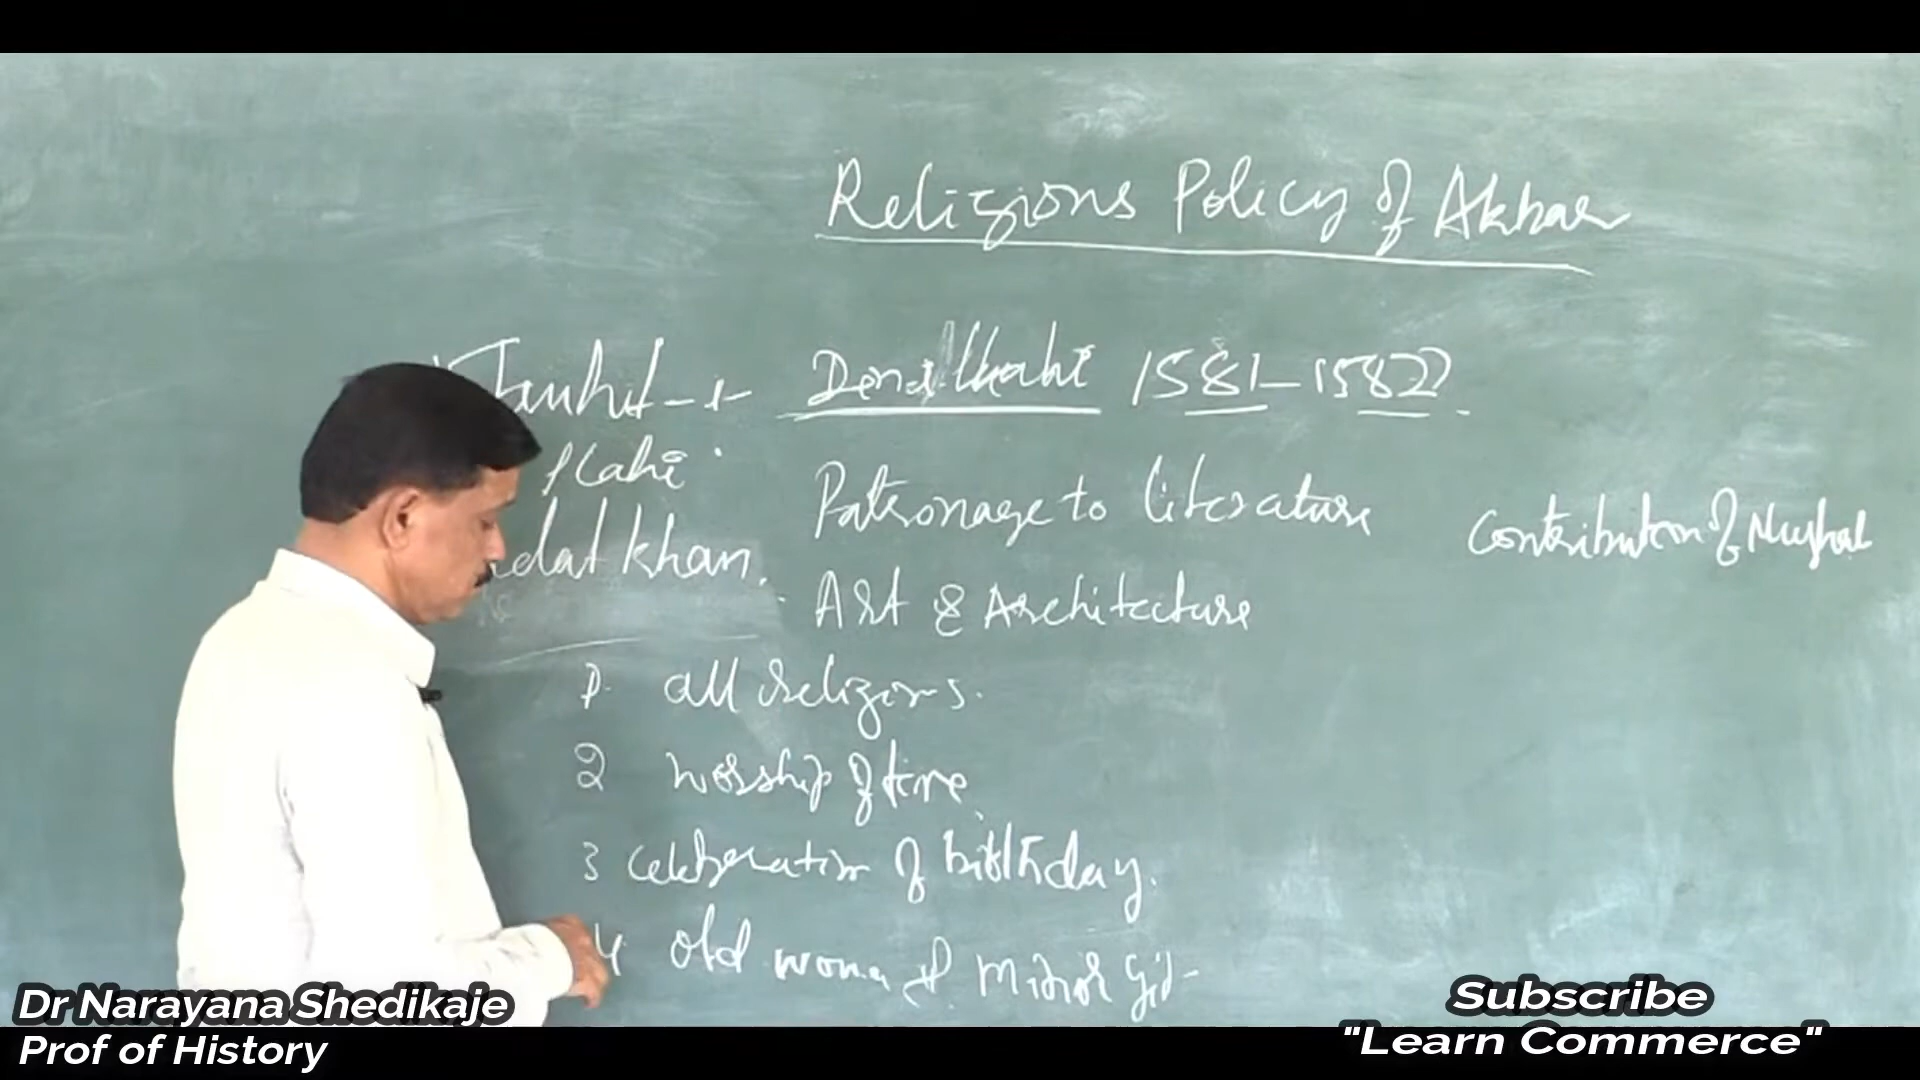 Religions Policy of Akbar
Tauhid-i- Din-i-Ilahi 1581-1582
Ilahi
Patronage to literature
Contribution of Mughal
dat khan.
Art & Architecture
1. all religions.
2 worship of fire
3 celebration of birthday.
4 old women & minor girl
Dr Narayana Shedikaje
Prof of History
Subscribe
"Learn Commerce"